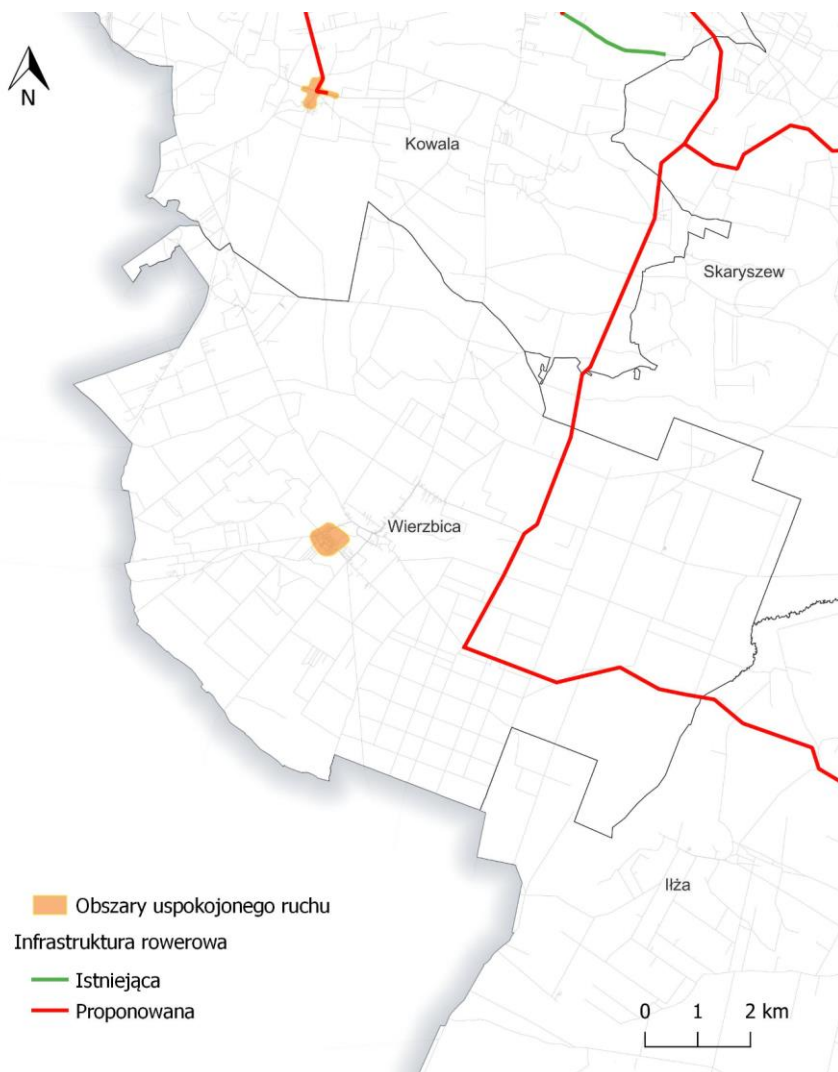 N
Kowala
Skaryszew
Wierzbica
Iłża
Obszary uspokojonego ruchu
Infrastruktura rowerowa
Istniejąca
Proponowana
0 1 2 km